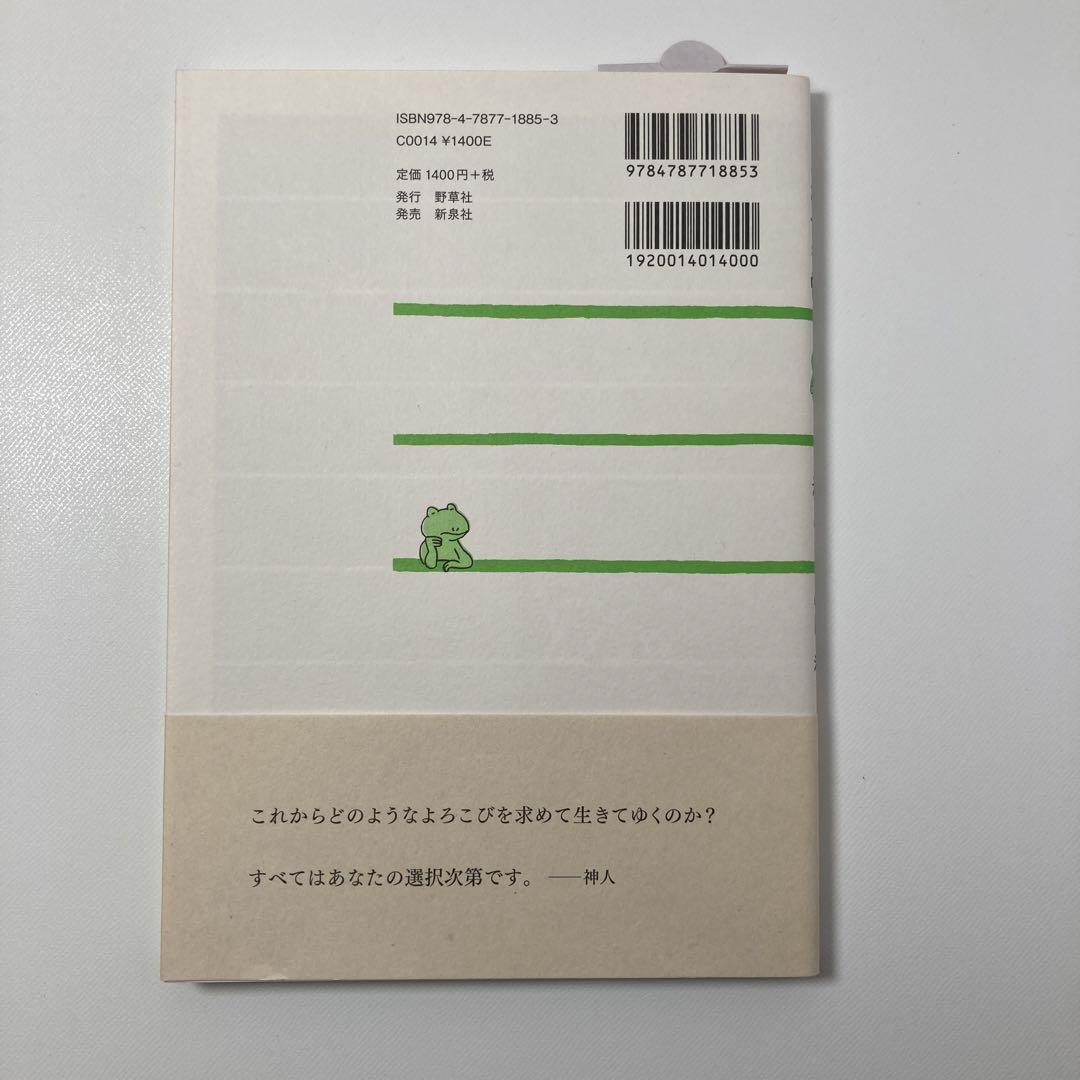 ISBN978-4-7877-1885-3
C0014 ¥1400E
定価 1400円+税
発行 野草社
発売 新泉社
9784787718853
1920014014000
これからどのようなよろこびを求めて生きてゆくのか?
すべてはあなたの選択次第です。 ——神人